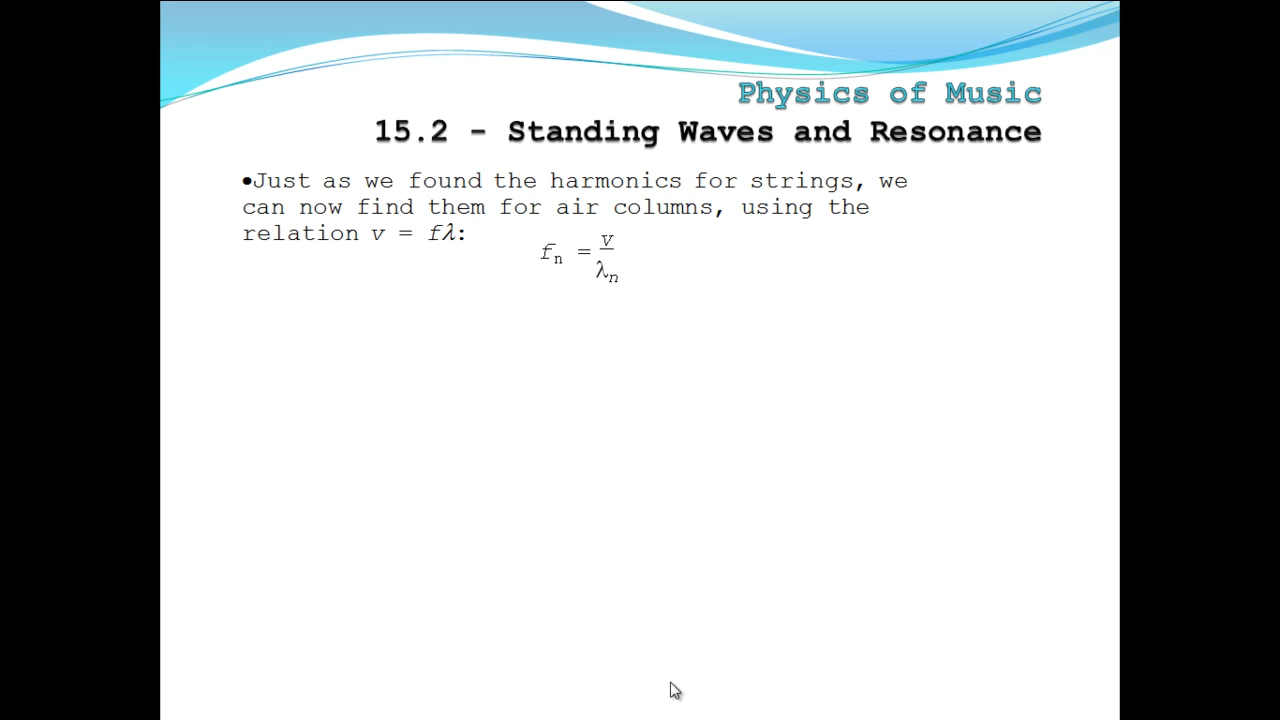 Physics of Music
15.2 - Standing Waves and Resonance
•Just as we found the harmonics for strings, we
can now find them for air columns, using the
relation v = fλ:
fn = v/λn